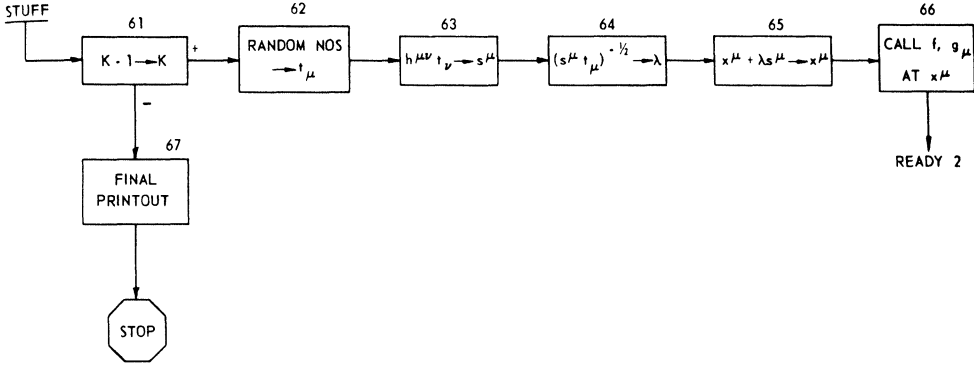 STUFF
61
K - 1 → K
+
−
62
RANDOM NOS
→ t_μ
63
h^{μν} t_ν → s^μ
64
(s^μ t_μ)^{-1/2} → λ
65
x^μ + λs^μ → x^μ
66
CALL f, g_μ
AT x^μ
READY 2
67
FINAL
PRINTOUT
STOP